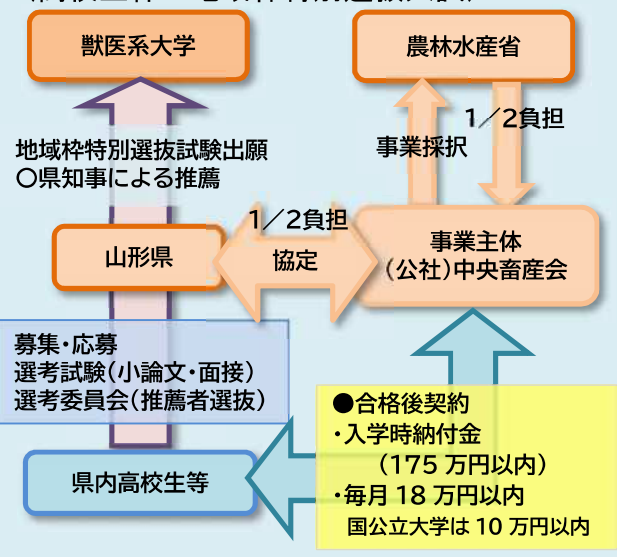 獣医系大学
農林水産省
1／2負担
事業採択
地域枠特別選抜試験出願
〇県知事による推薦
1／2負担
山形県
協定
事業主体
（公社）中央畜産会
募集・応募
選考試験（小論文・面接）
選考委員会（推薦者選抜）
●合格後契約
・入学時納付金
（175 万円以内）
・毎月 18 万円以内
国公立大学は 10 万円以内
県内高校生等